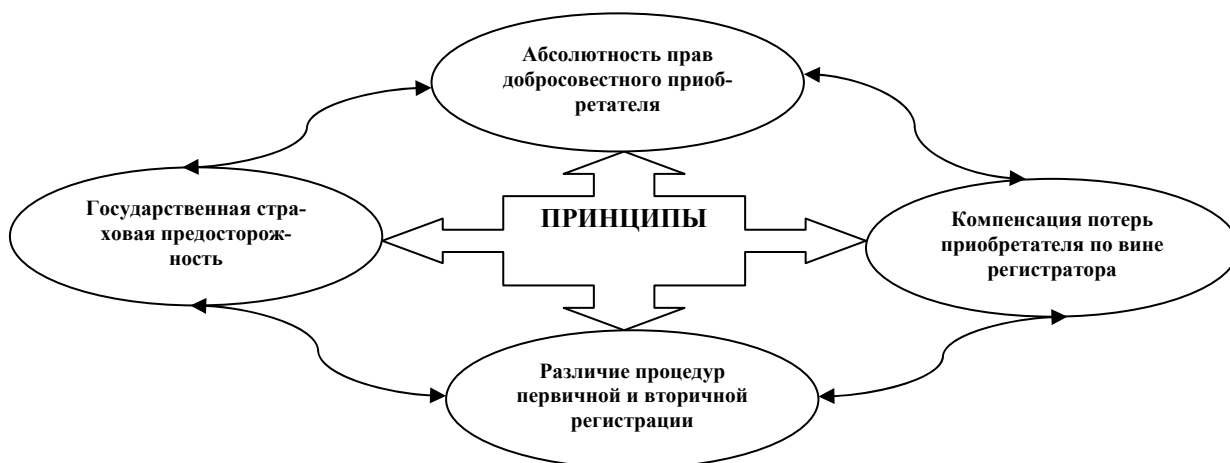 Абсолютность прав
добросовестного приоб-
ретателя
Государственная стра-
ховая предосторож-
ность
ПРИНЦИПЫ
Компенсация потерь
приобретателя по вине
регистратора
Различие процедур
первичной и вторичной
регистрации